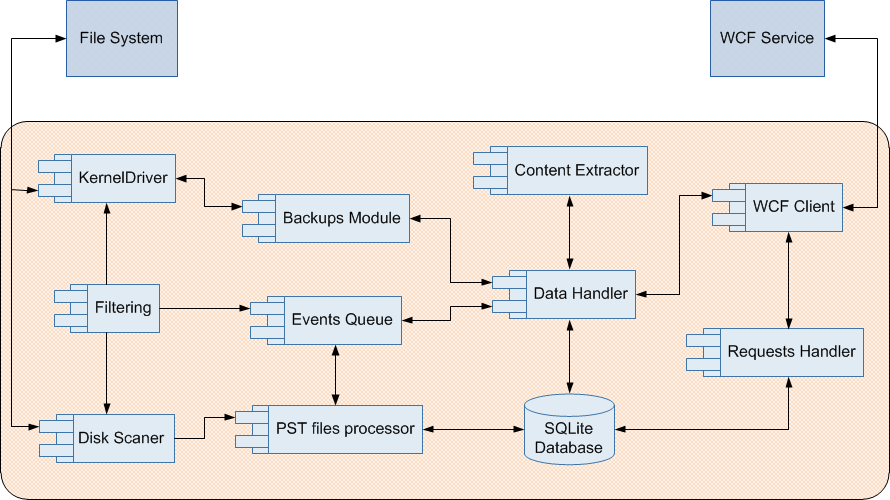 File System
WCF Service
KernelDriver
Content Extractor
Backups Module
WCF Client
Filtering
Events Queue
Data Handler
Requests Handler
Disk Scaner
PST files processor
SQLite
Database